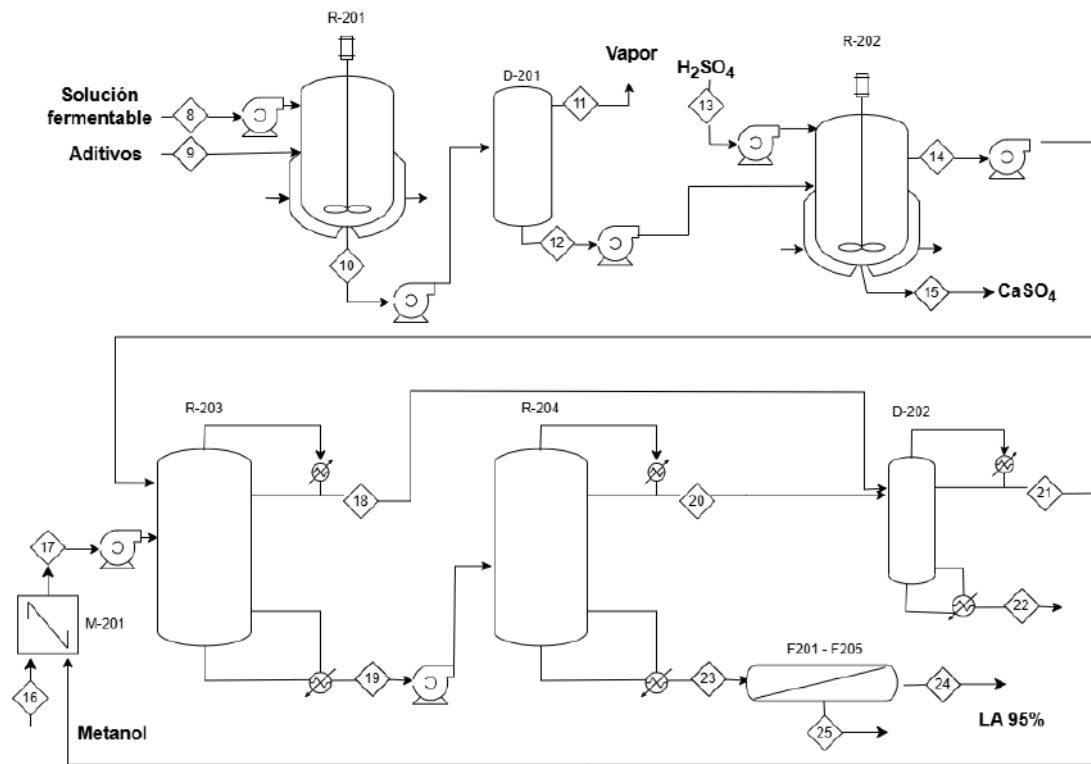 R-201
Vapor
H2SO4
R-202
D-201
Solución
fermentable
8
C
11
13
C
Aditivos
9
14
C
12
C
10
C
15
CaSO4
R-203
R-204
D-202
18
20
21
17
C
M-201
22
F201 - F205
19
C
23
24
16
Metanol
25
LA 95%